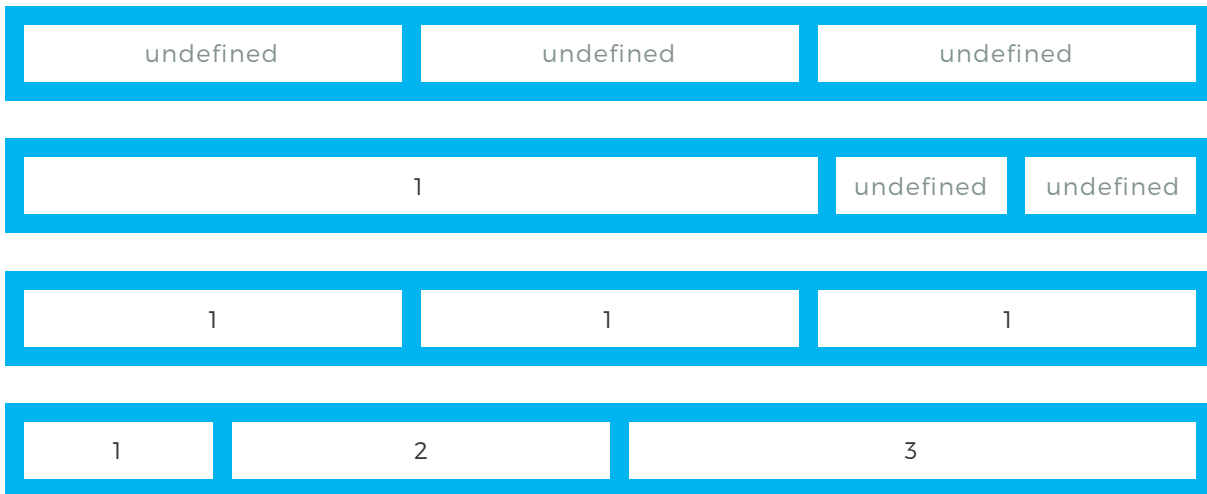 undefined undefined undefined
1 undefined undefined
1 1 1
1 2 3